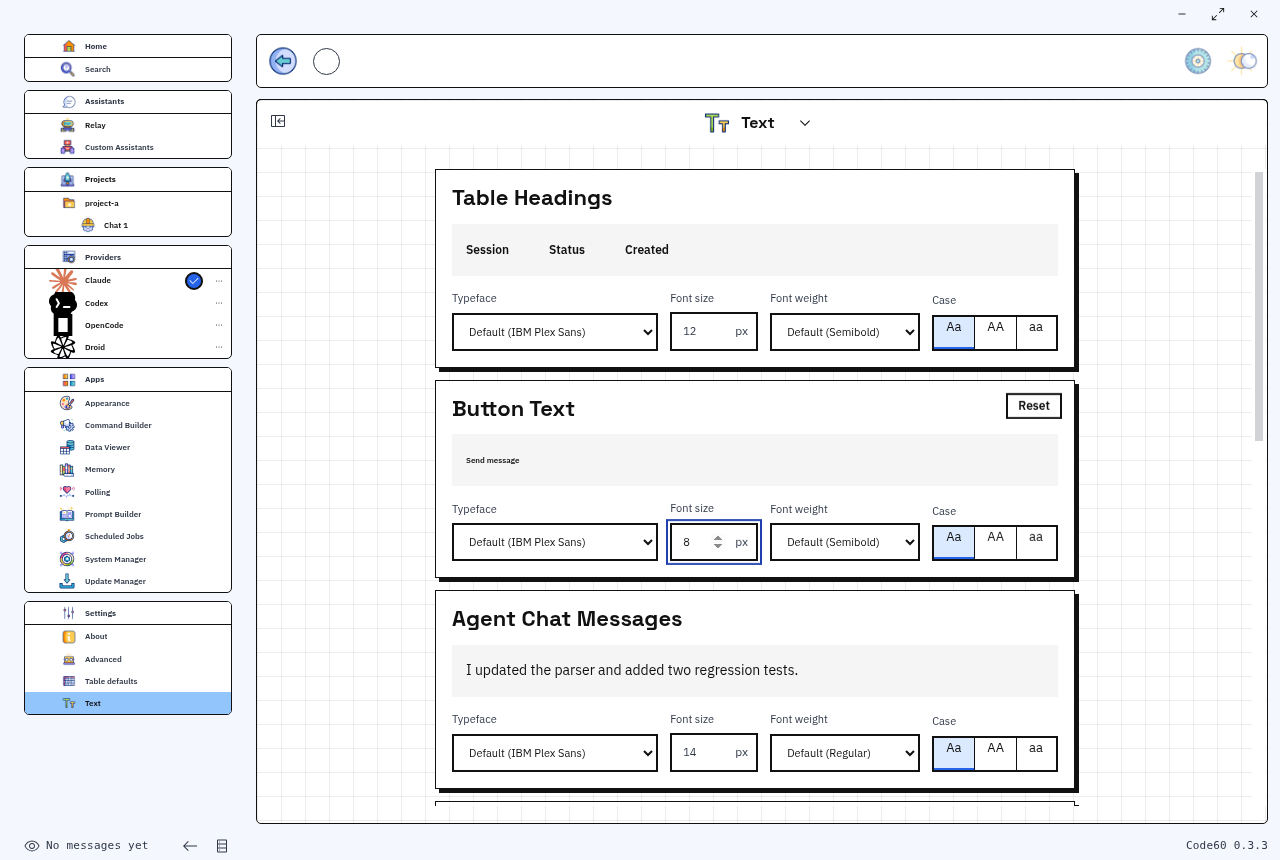 Home
Search
Assistants
Relay
Custom Assistants
Projects
project-a
Chat 1
Providers
Claude
Codex
OpenCode
Droid
Apps
Appearance
Command Builder
Data Viewer
Memory
Polling
Prompt Builder
Scheduled Jobs
System Manager
Update Manager
Settings
About
Advanced
Table defaults
Text
No messages yet
Text
Table Headings
Session Status Created
Typeface Font size Font weight Case
Default (IBM Plex Sans) 12 px Default (Semibold) Aa AA aa
Button Text Reset
Send message
Typeface Font size Font weight Case
Default (IBM Plex Sans) 8 px Default (Semibold) Aa AA aa
Agent Chat Messages
I updated the parser and added two regression tests.
Typeface Font size Font weight Case
Default (IBM Plex Sans) 14 px Default (Regular) Aa AA aa
Code60 0.3.3